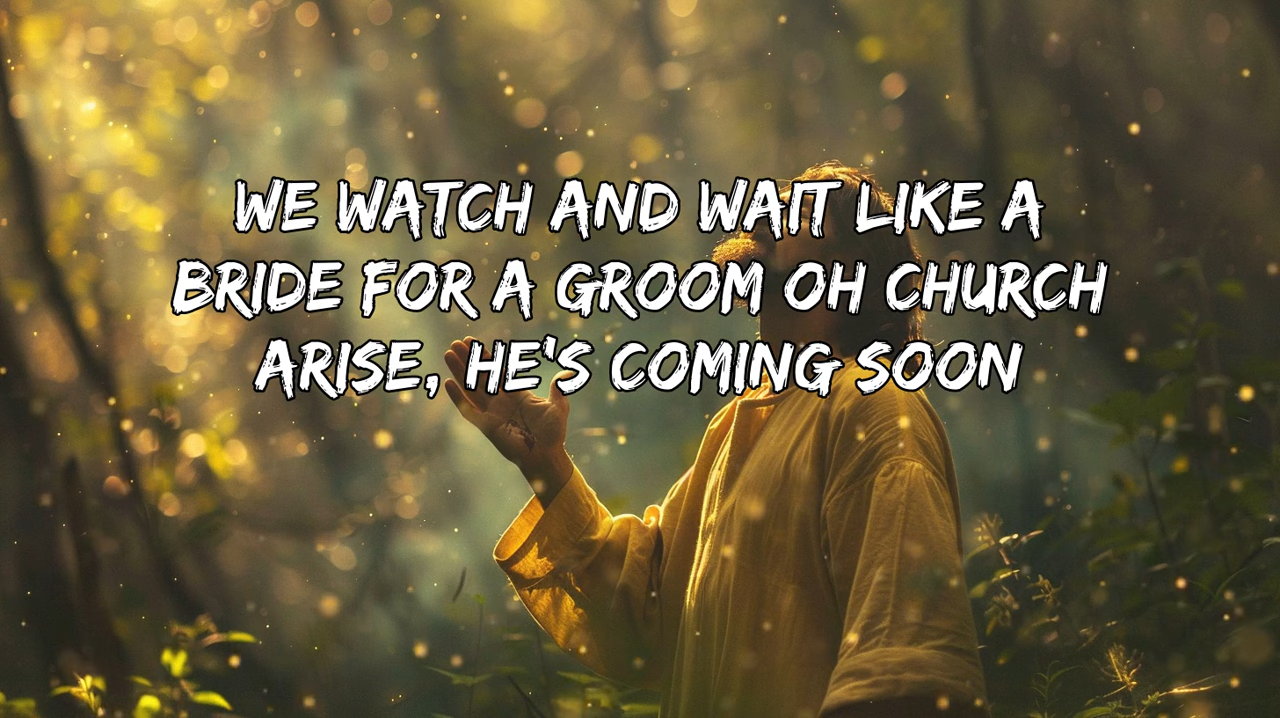 WE WATCH AND WAIT LIKE A
BRIDE FOR A GROOM OH CHURCH
ARISE, HE'S COMING SOON